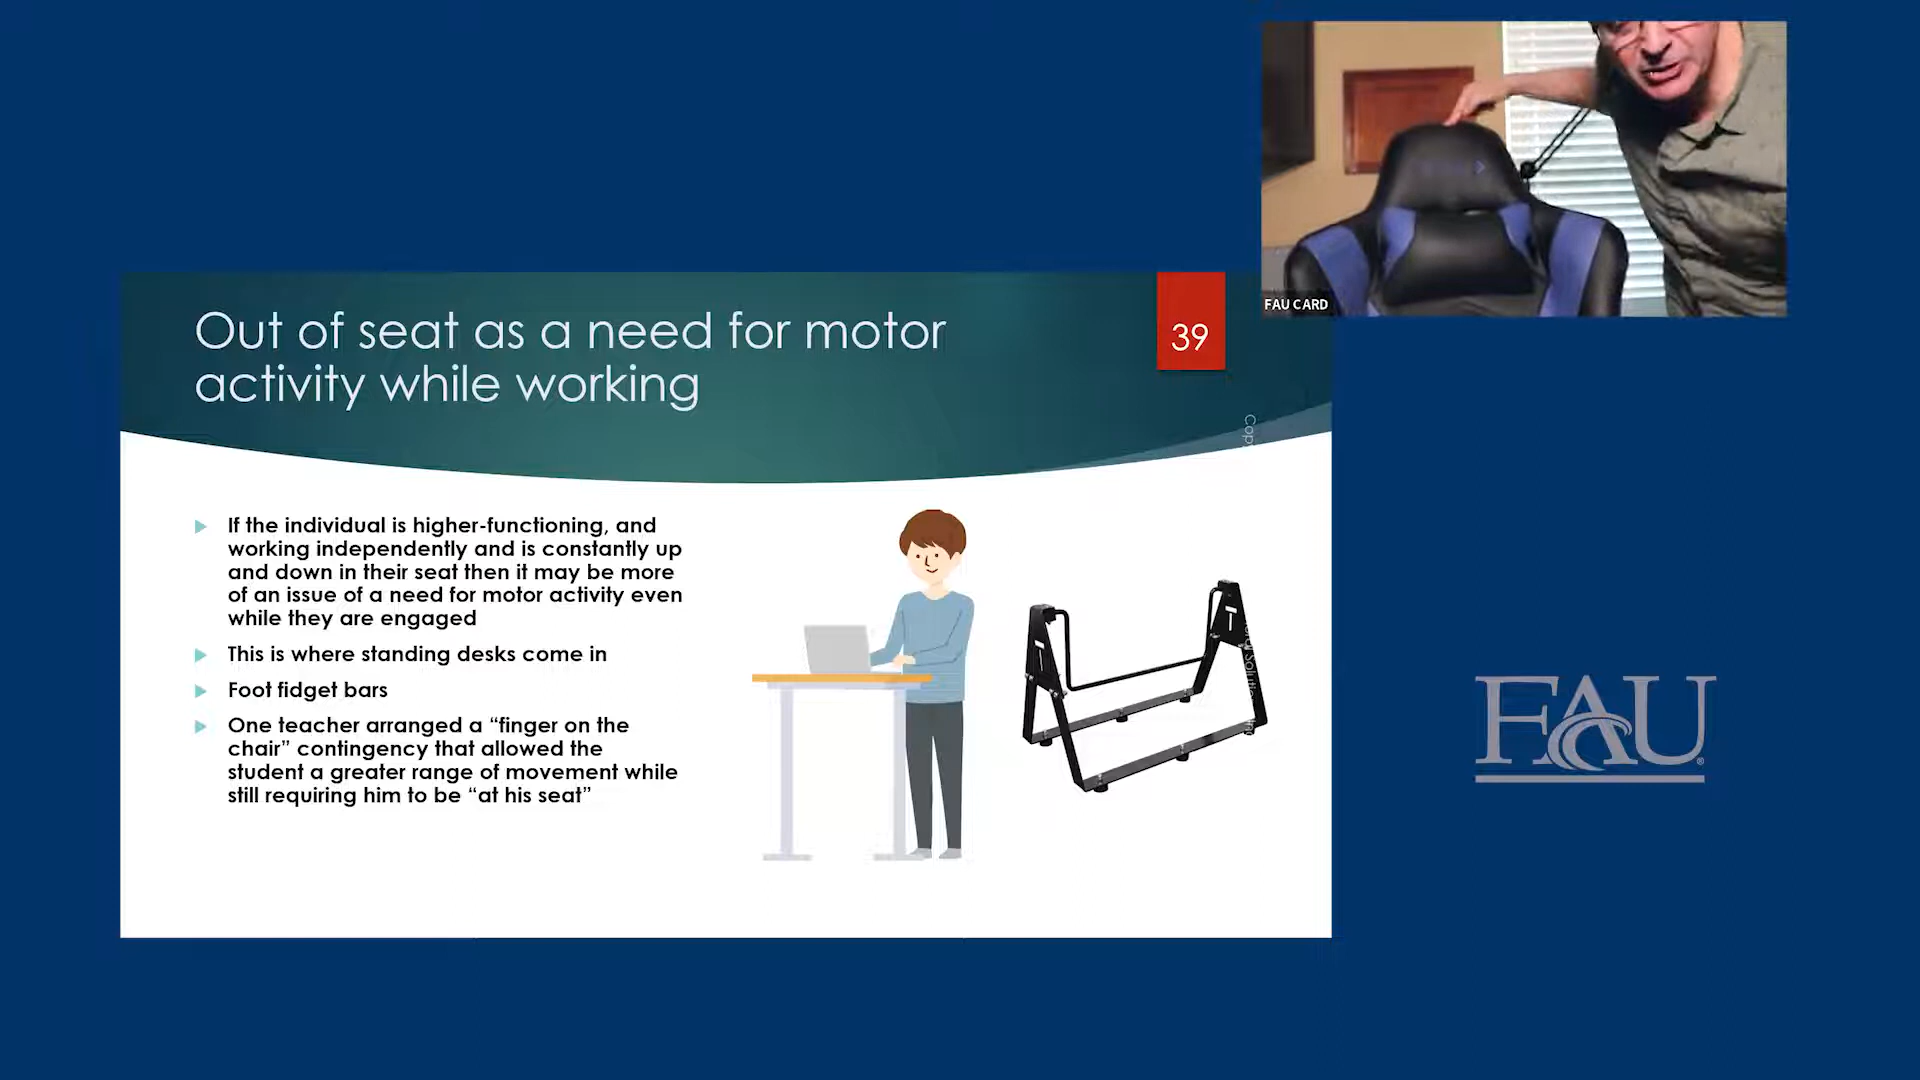 FAU CARD
Out of seat as a need for motor
activity while working
39
If the individual is higher-functioning, and
working independently and is constantly up
and down in their seat then it may be more
of an issue of a need for motor activity even
while they are engaged
This is where standing desks come in
Foot fidget bars
One teacher arranged a “finger on the
chair” contingency that allowed the
student a greater range of movement while
still requiring him to be “at his seat”
FAU®